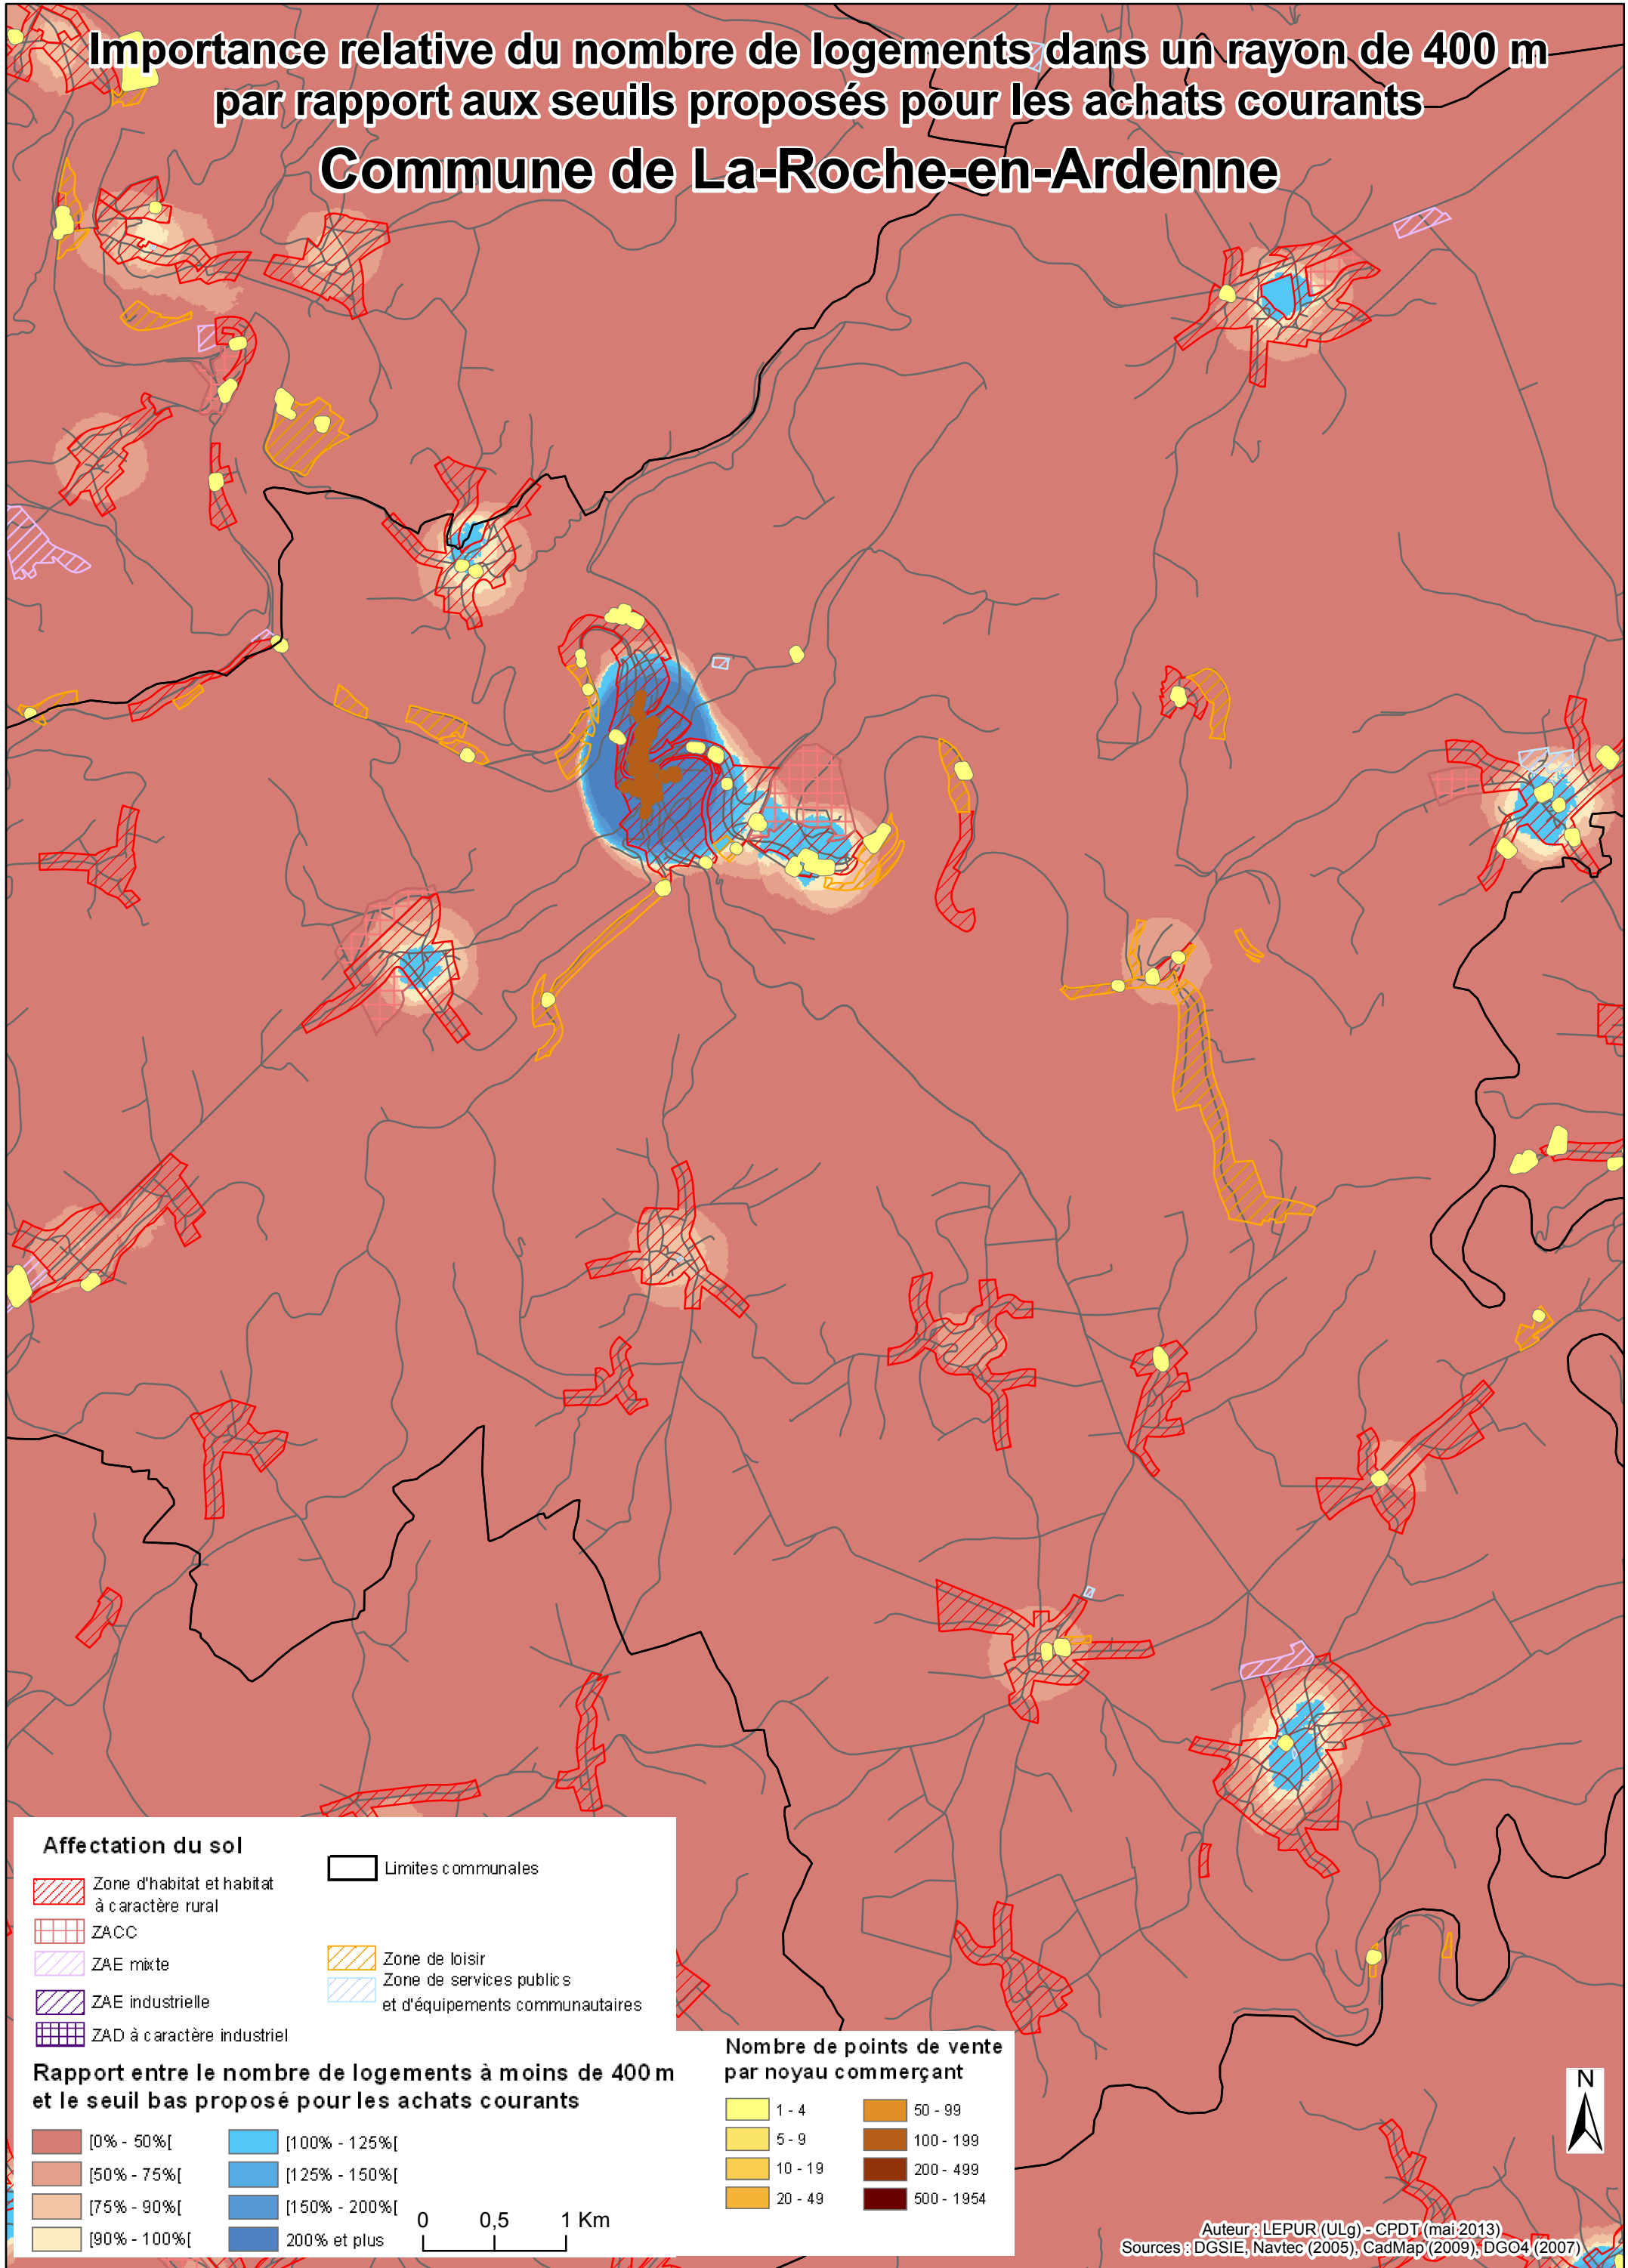 Importance relative du nombre de logements dans un rayon de 400 m
par rapport aux seuils proposés pour les achats courants
Commune de La-Roche-en-Ardenne
Affectation du sol
Zone d'habitat et habitat
à caractère rural
ZACC
ZAE mixte
ZAE industrielle
ZAD à caractère industriel
Limites communales
Zone de loisir
Zone de services publics
et d'équipements communautaires
Rapport entre le nombre de logements à moins de 400 m
et le seuil bas proposé pour les achats courants
[0% - 50%[
[50% - 75%[
[75% - 90%[
[90% - 100%[
[100% - 125%[
[125% - 150%[
[150% - 200%[
200% et plus
0 0,5 1 Km
Nombre de points de vente
par noyau commerçant
1 - 4
5 - 9
10 - 19
20 - 49
50 - 99
100 - 199
200 - 499
500 - 1954
N
Auteur : LEPUR (ULg) - CPDT (mai 2013)
Sources : DGSIE, Navtec (2005), CadMap (2009), DGO4 (2007)